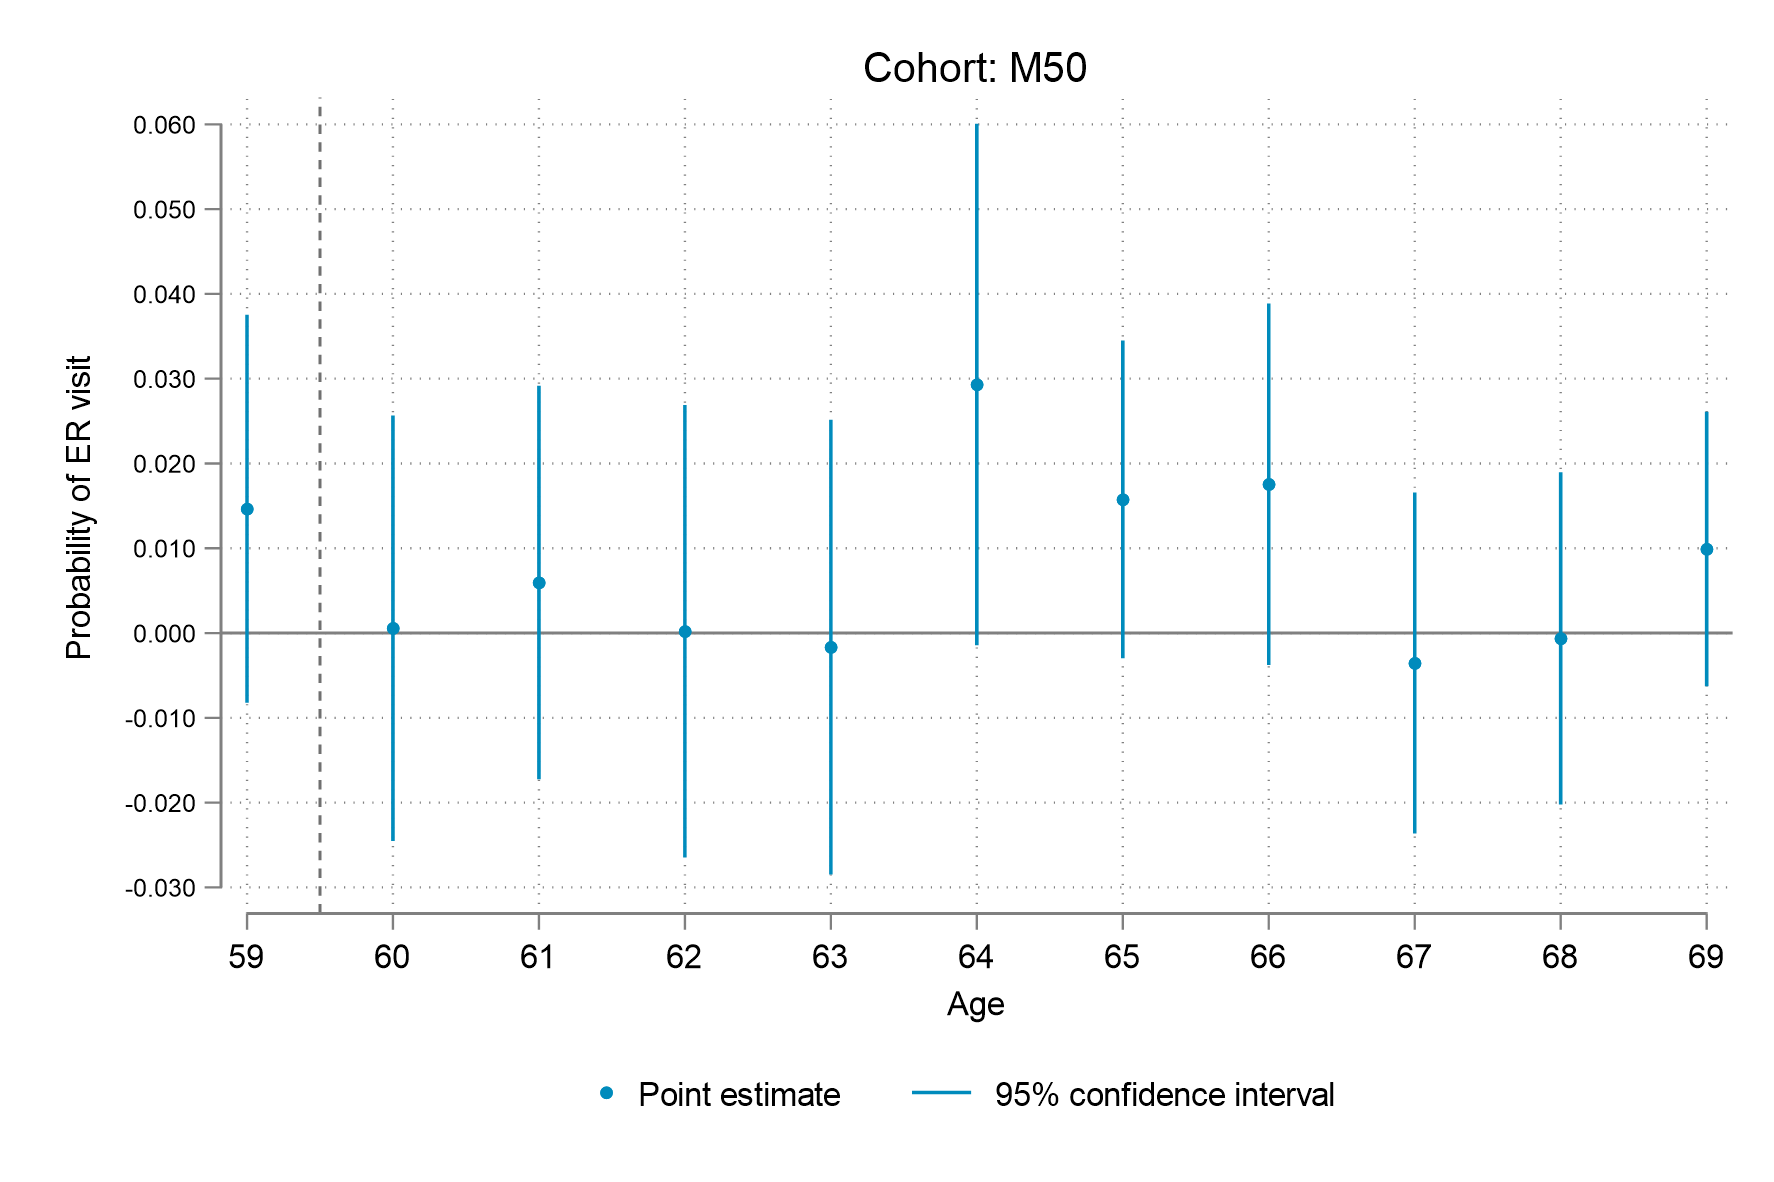 Cohort: M50
Probability of ER visit
0.060
0.050
0.040
0.030
0.020
0.010
0.000
-0.010
-0.020
-0.030
59 60 61 62 63 64 65 66 67 68 69
Age
Point estimate 95% confidence interval